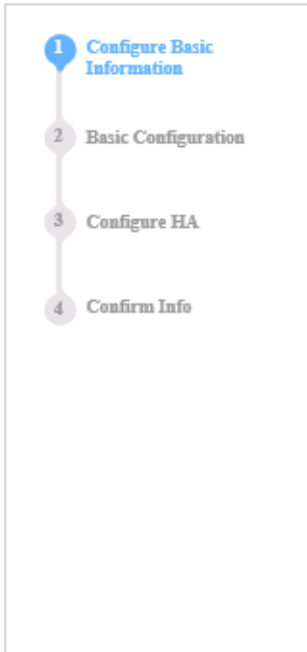 1 Configure Basic
Information
2 Basic Configuration
3 Configure HA
4 Confirm Info